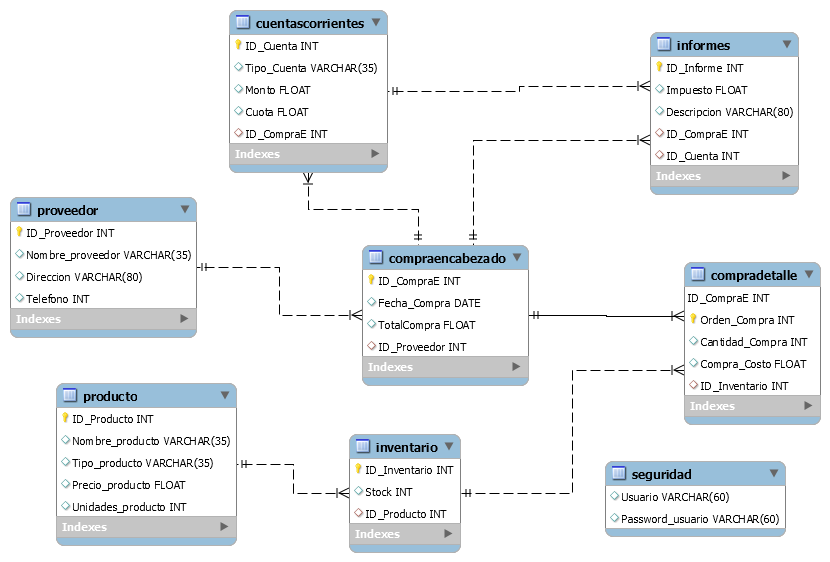 cuentascorrientes
ID_Cuenta INT
Tipo_Cuenta VARCHAR(35)
Monto FLOAT
Cuota FLOAT
ID_CompraE INT
Indexes
informes
ID_Informe INT
Impuesto FLOAT
Descripcion VARCHAR(80)
ID_CompraE INT
ID_Cuenta INT
Indexes
proveedor
ID_Proveedor INT
Nombre_proveedor VARCHAR(35)
Direccion VARCHAR(80)
Telefono INT
Indexes
compraencabezado
ID_CompraE INT
Fecha_Compra DATE
TotalCompra FLOAT
ID_Proveedor INT
Indexes
compradetalle
ID_CompraE INT
Orden_Compra INT
Cantidad_Compra INT
Compra_Costo FLOAT
ID_Inventario INT
Indexes
producto
ID_Producto INT
Nombre_producto VARCHAR(35)
Tipo_producto VARCHAR(35)
Precio_producto FLOAT
Unidades_producto INT
Indexes
inventario
ID_Inventario INT
Stock INT
ID_Producto INT
Indexes
seguridad
Usuario VARCHAR(60)
Password_usuario VARCHAR(60)